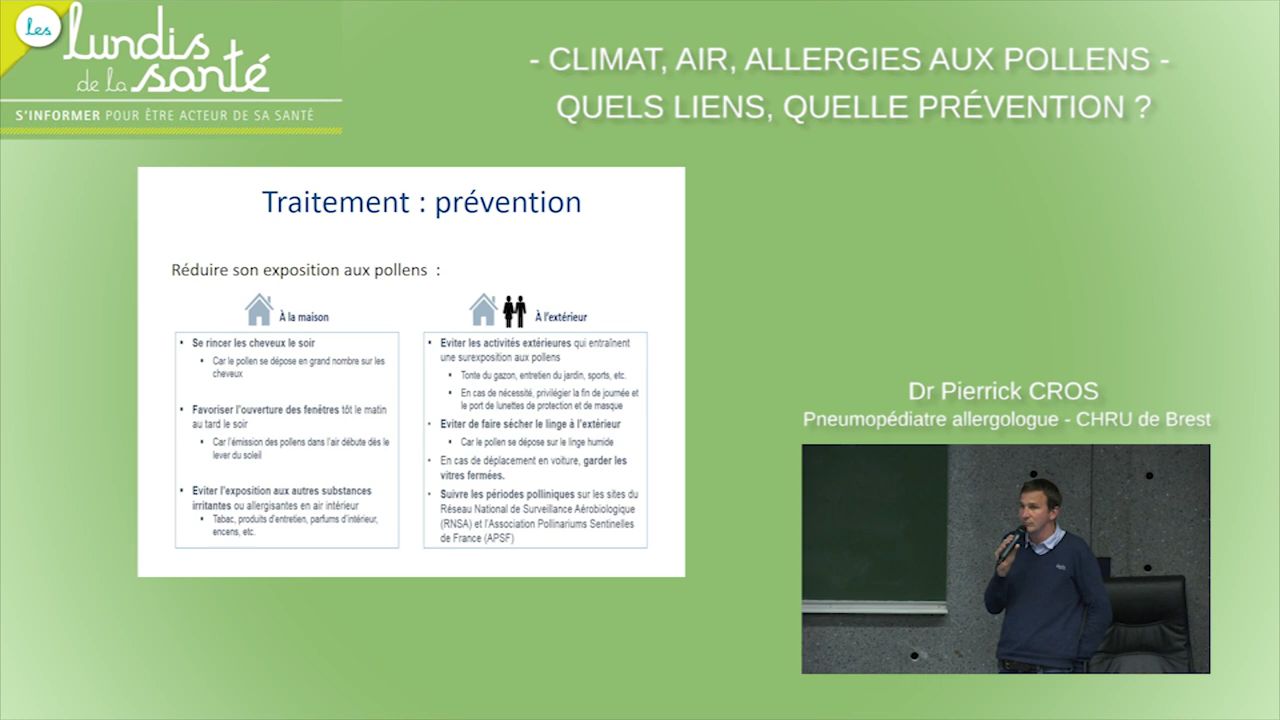 Les
lundis
de la santé
S'INFORMER POUR ÊTRE ACTEUR DE SA SANTÉ
- CLIMAT, AIR, ALLERGIES AUX POLLENS -
QUELS LIENS, QUELLE PRÉVENTION ?
Traitement : prévention
Réduire son exposition aux pollens :
À la maison
Se rincer les cheveux le soir
Car le pollen se dépose en grand nombre sur les
cheveux
Favoriser l'ouverture des fenêtres tôt le matin
au tard le soir
Car l'émission des pollens dans l'air débute dès le
lever du soleil
Eviter l'exposition aux autres substances
irritantes ou allergisantes en air intérieur
Tabac, produits d'entretien, parfums d'intérieur,
encens, etc.
À l'extérieur
Eviter les activités extérieures qui entraînent
une surexposition aux pollens
Tonte du gazon, entretien du jardin, sports, etc.
En cas de nécessité, privilégier la fin de journée et
le port de lunettes de protection et de masque
Eviter de faire sécher le linge à l'extérieur
Car le pollen se dépose sur le linge humide
En cas de déplacement en voiture, garder les
vitres fermées.
Suivre les périodes polliniques sur les sites du
Réseau National de Surveillance Aérobiologique
(RNSA) et l'Association Pollinariums Sentinelles
de France (APSF)
Dr Pierrick CROS
Pneumopédiatre allergologue - CHRU de Brest